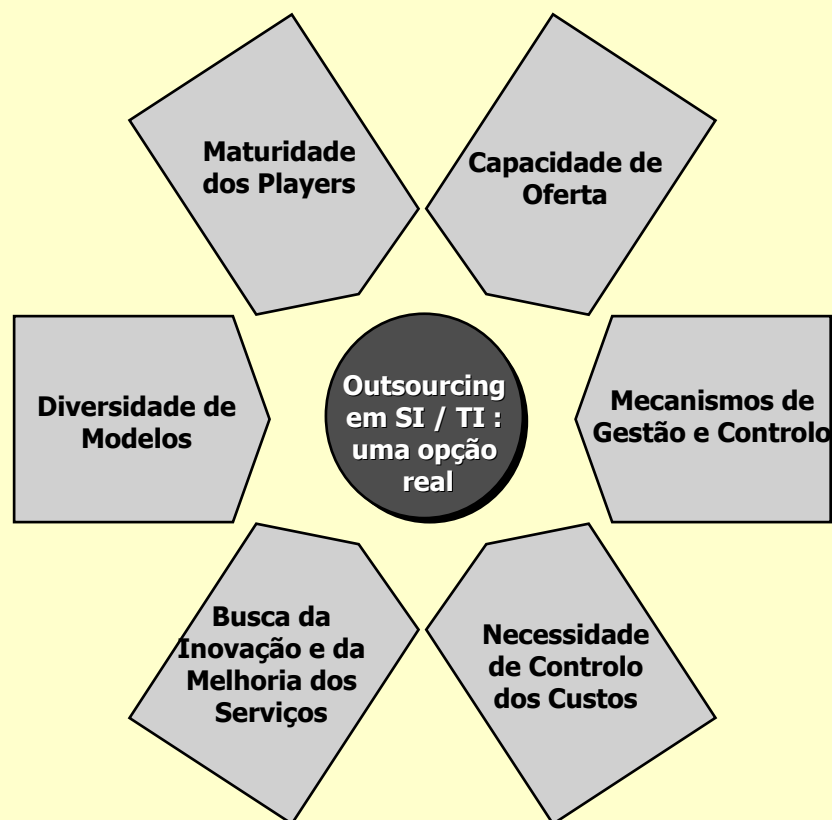 Maturidade
dos Players
Capacidade de
Oferta
Diversidade de
Modelos
Outsourcing
em SI / TI :
uma opção
real
Mecanismos de
Gestão e Controlo
Busca da
Inovação e da
Melhoria dos
Serviços
Necessidade
de Controlo
dos Custos